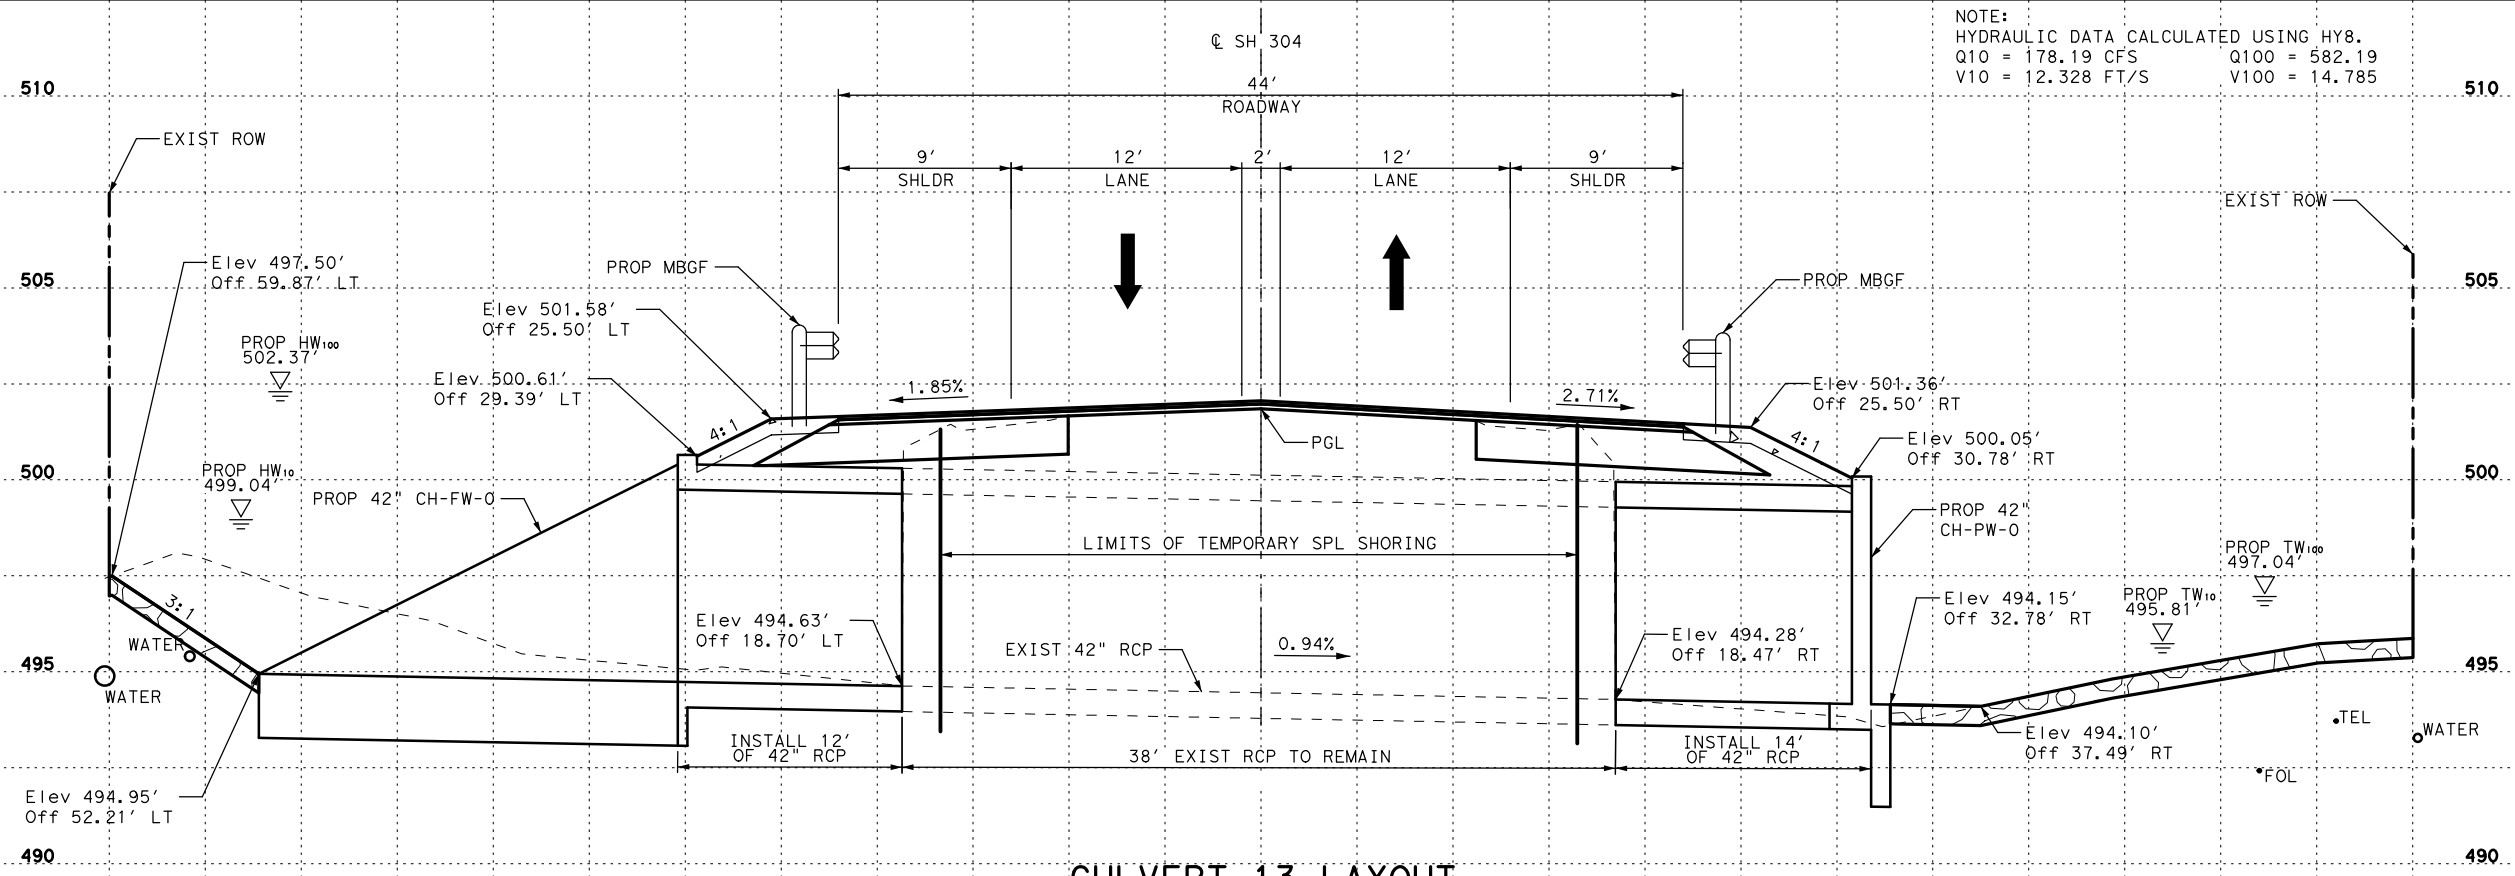 NOTE:
HYDRAULIC DATA CALCULATED USING HY8.
Q10 = 178.19 CFS Q100 = 582.19
V10 = 12.328 FT/S V100 = 14.785
℄ SH 304
510
44'
ROADWAY
510
EXIST ROW
9'
SHLDR
12'
LANE
2'
12'
LANE
9'
SHLDR
EXIST ROW
Elev 497.50'
Off 59.87' LT
PROP MBGF
PROP MBGF
505
505
Elev 501.58'
Off 25.50' LT
PROP HW100
502.37'
Elev 500.61'
Off 29.39' LT
1.85%
2.71%
Elev 501.36'
Off 25.50' RT
4:1
4:1
PGL
Elev 500.05'
Off 30.78' RT
500
500
PROP HW10
499.04'
PROP 42" CH-FW-0
PROP 42"
CH-PW-0
LIMITS OF TEMPORARY SPL SHORING
PROP TW100
497.04'
3:1
PROP TW10
495.81'
Elev 494.15'
Off 32.78' RT
Elev 494.63'
Off 18.70' LT
WATER
EXIST 42" RCP
0.94%
Elev 494.28'
Off 18.47' RT
495
495
WATER
TEL
WATER
INSTALL 12'
OF 42" RCP
38' EXIST RCP TO REMAIN
INSTALL 14'
OF 42" RCP
Elev 494.10'
Off 37.49' RT
FOL
Elev 494.95'
Off 52.21' LT
490
490
CULVERT 13 LAYOUT